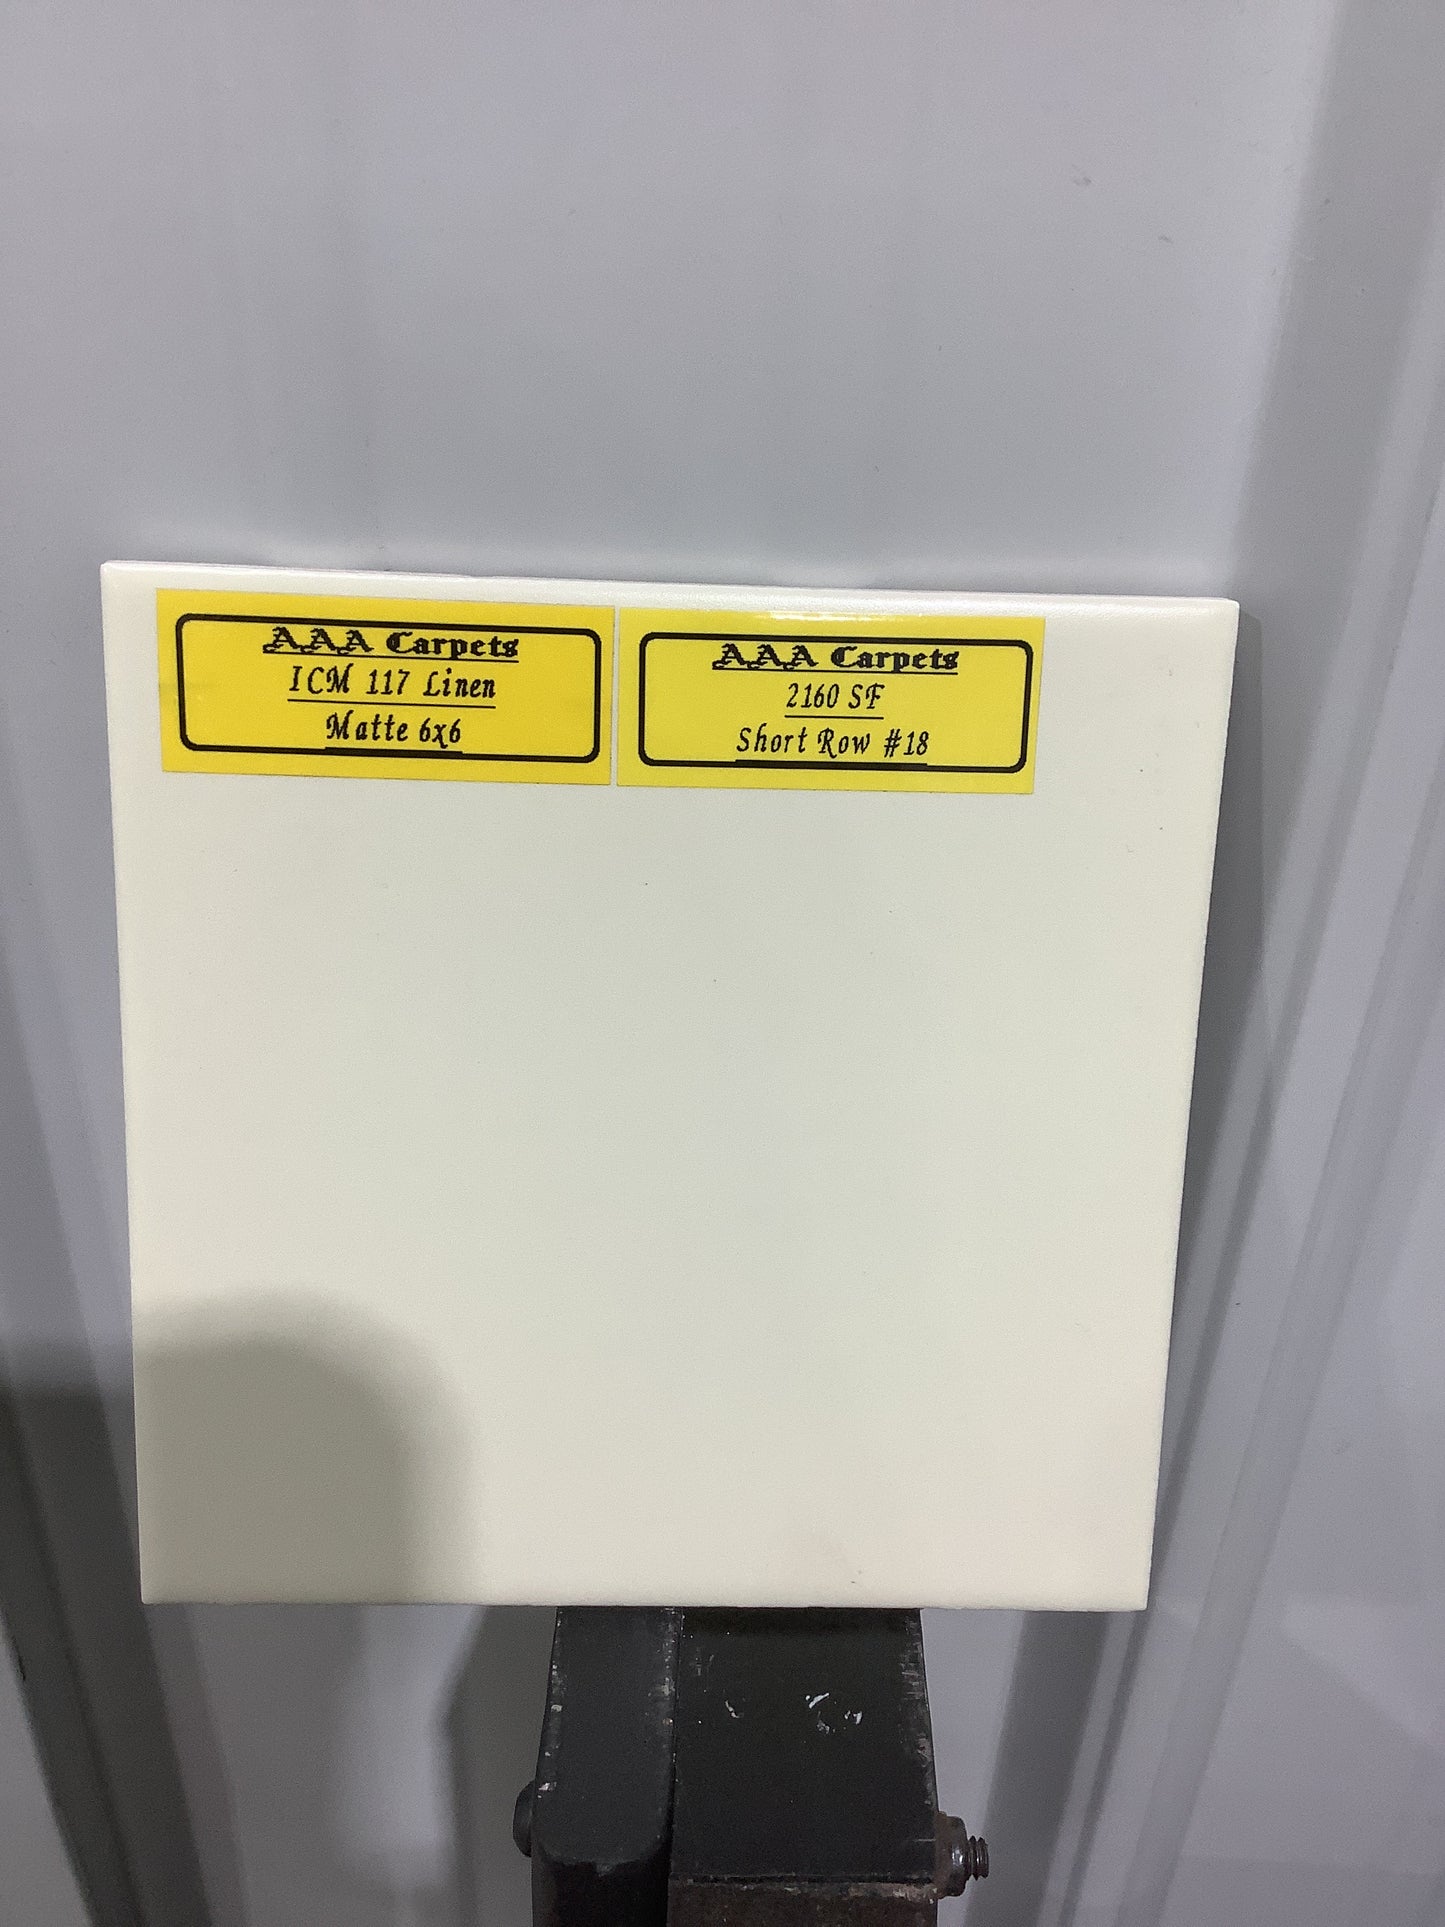 AAA Carpets
ICM 117 Linen
Matte 6x6
AAA Carpets
2160 SF
Short Row #18